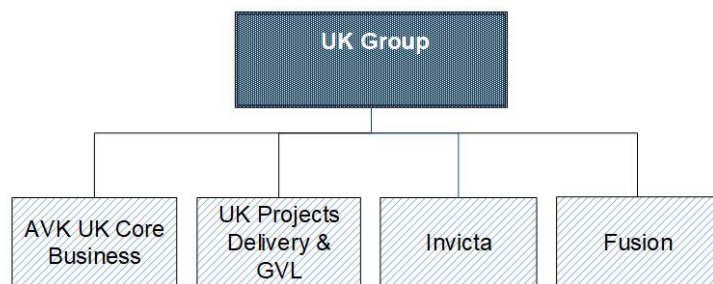 UK Group
AVK UK Core
Business
UK Projects
Delivery &
GVL
Invicta
Fusion